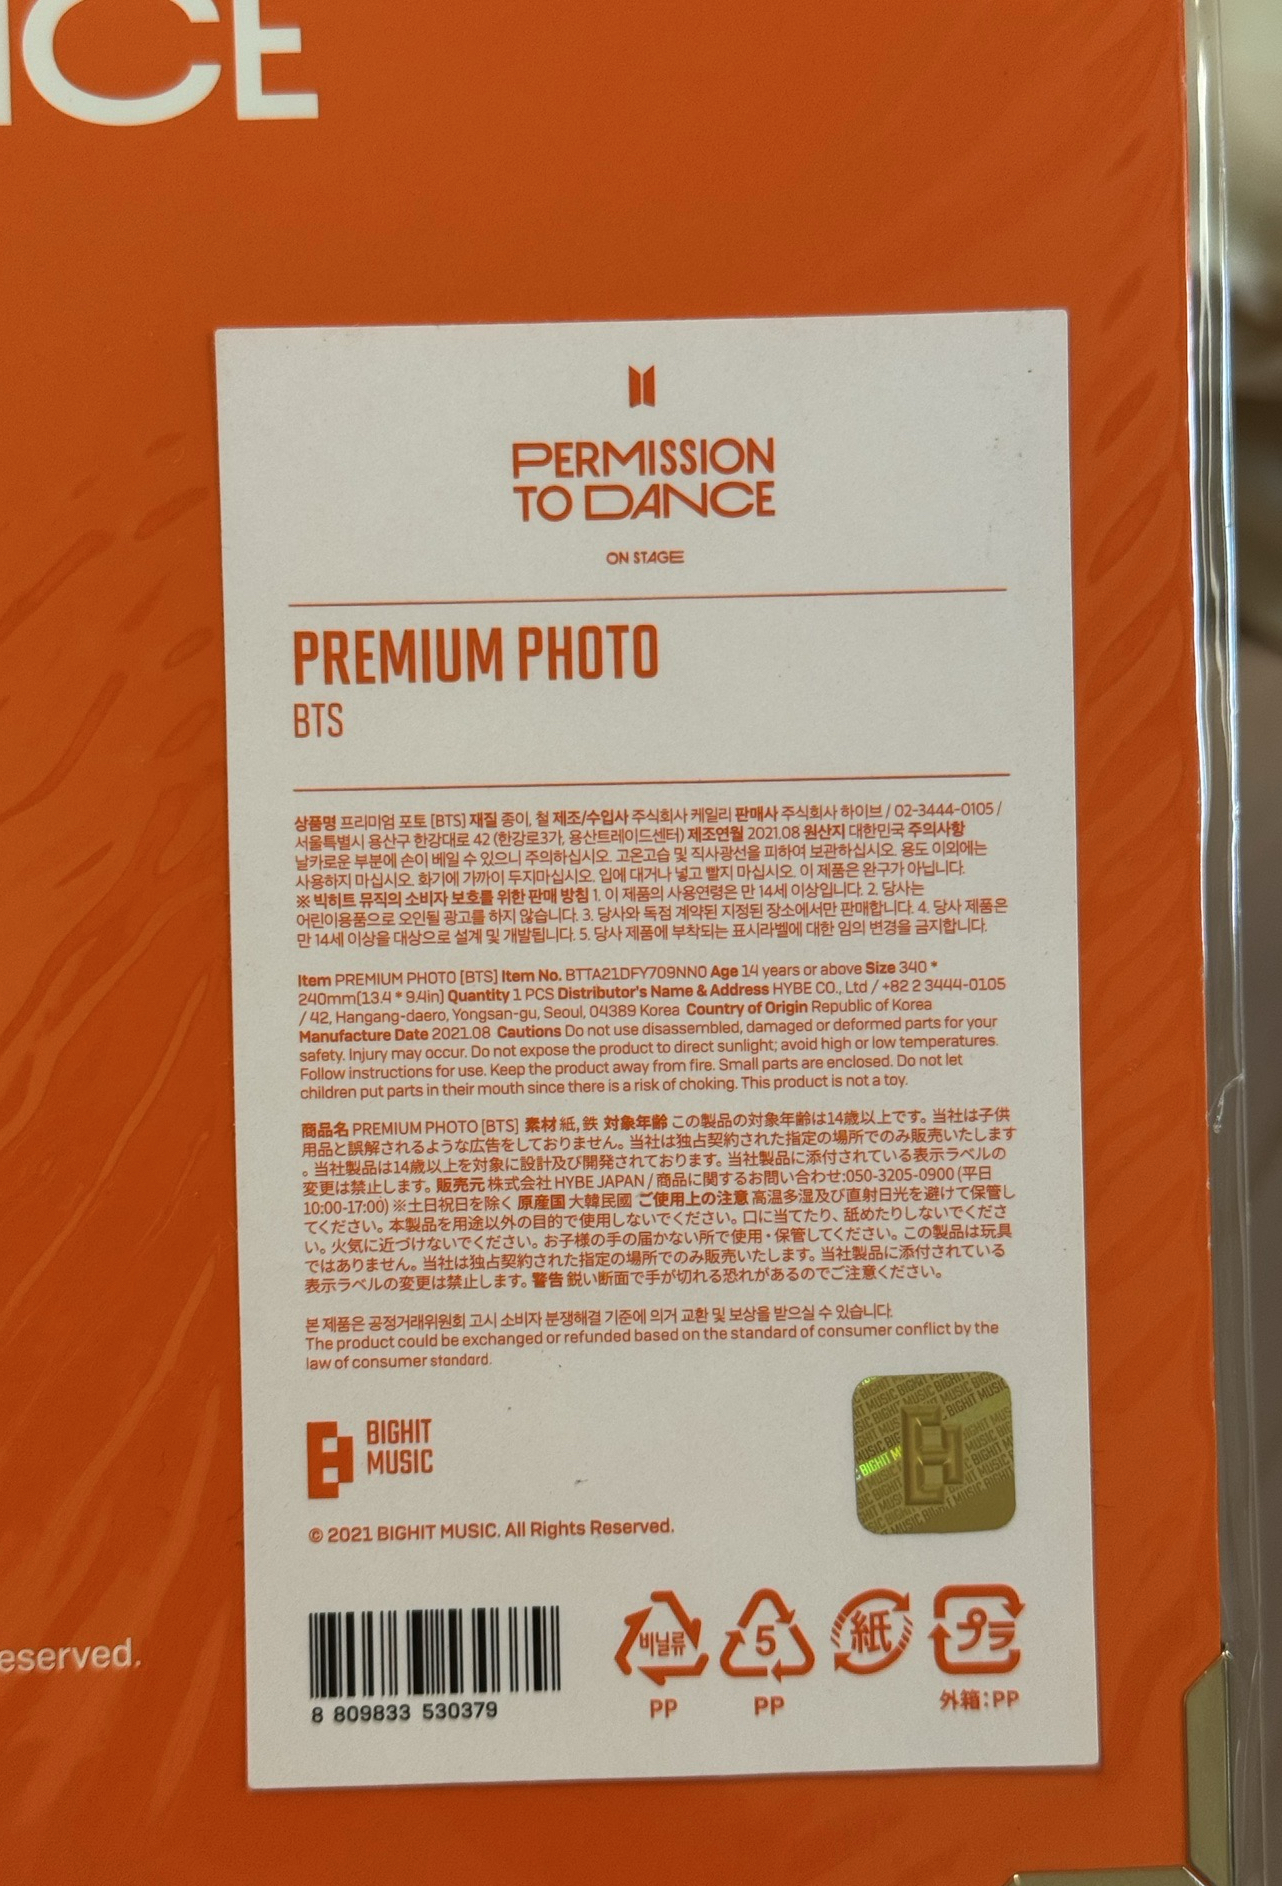 NCE
PERMISSION
TO DANCE
ON STAGE
PREMIUM PHOTO
BTS
상품명 프리미엄 포토 [BTS] 재질 종이, 철 제조/수입사 주식회사 케일리 판매사 주식회사 하이브 / 02-3444-0105 /
서울특별시 용산구 한강대로 42 (한강로3가, 용산트레이드센터) 제조연월 2021.08 원산지 대한민국 주의사항
날카로운 부분에 손이 베일 수 있으니 주의하십시오. 고온고습 및 직사광선을 피하여 보관하십시오. 용도 이외에는
사용하지 마십시오. 화기에 가까이 두지마십시오. 입에 대거나 넣고 빨지 마십시오. 이 제품은 완구가 아닙니다.
※ 빅히트 뮤직의 소비자 보호를 위한 판매 방침 1. 이 제품의 사용연령은 만 14세 이상입니다. 2. 당사는
어린이용품으로 오인될 광고를 하지 않습니다. 3. 당사와 독점 계약된 지정된 장소에서만 판매합니다. 4. 당사 제품은
만 14세 이상을 대상으로 설계 및 개발됩니다. 5. 당사 제품에 부착되는 표시라벨에 대한 임의 변경을 금지합니다.
Item PREMIUM PHOTO [BTS] Item No. BTTA21DFY709NN0 Age 14 years or above Size 340 *
240mm(13.4 * 9.4in) Quantity 1 PCS Distributor's Name & Address HYBE CO., Ltd / +82 2 3444-0105
/ 42, Hangang-daero, Yongsan-gu, Seoul, 04389 Korea Country of Origin Republic of Korea
Manufacture Date 2021.08 Cautions Do not use disassembled, damaged or deformed parts for your
safety. Injury may occur. Do not expose the product to direct sunlight; avoid high or low temperatures.
Follow instructions for use. Keep the product away from fire. Small parts are enclosed. Do not let
children put parts in their mouth since there is a risk of choking. This product is not a toy.
商品名 PREMIUM PHOTO [BTS] 素材 紙, 鉄 対象年齢 この製品の対象年齢は14歳以上です。当社は子供
用品と誤解されるような広告をしておりません。当社は独占契約された指定の場所でのみ販売いたします
。当社製品は14歳以上を対象に設計及び開発されております。当社製品に添付されている表示ラベルの
変更は禁止します。販売元 株式会社 HYBE JAPAN / 商品に関するお問い合わせ:050-3205-0900 (平日
10:00-17:00) ※土日祝日を除く 原産国 大韓民國 ご使用上の注意 高温多湿及び直射日光を避けて保管し
てください。本製品を用途以外の目的で使用しないでください。口に当てたり、舐めたりしないでくださ
い。火気に近づけないでください。お子様の手の届かない所で使用・保管してください。この製品は玩具
ではありません。当社は独占契約された指定の場所でのみ販売いたします。当社製品に添付されている
表示ラベルの変更は禁止します。警告 鋭い断面で手が切れる恐れがあるのでご注意ください。
본 제품은 공정거래위원회 고시 소비자 분쟁해결 기준에 의거 교환 및 보상을 받으실 수 있습니다.
The product could be exchanged or refunded based on the standard of consumer conflict by the
law of consumer standard.
BIGHIT
MUSIC
BIGHIT MUSIC
© 2021 BIGHIT MUSIC. All Rights Reserved.
eserved.
8 809833 530379
비닐류
PP
5
PP
紙
プラ
外箱:PP